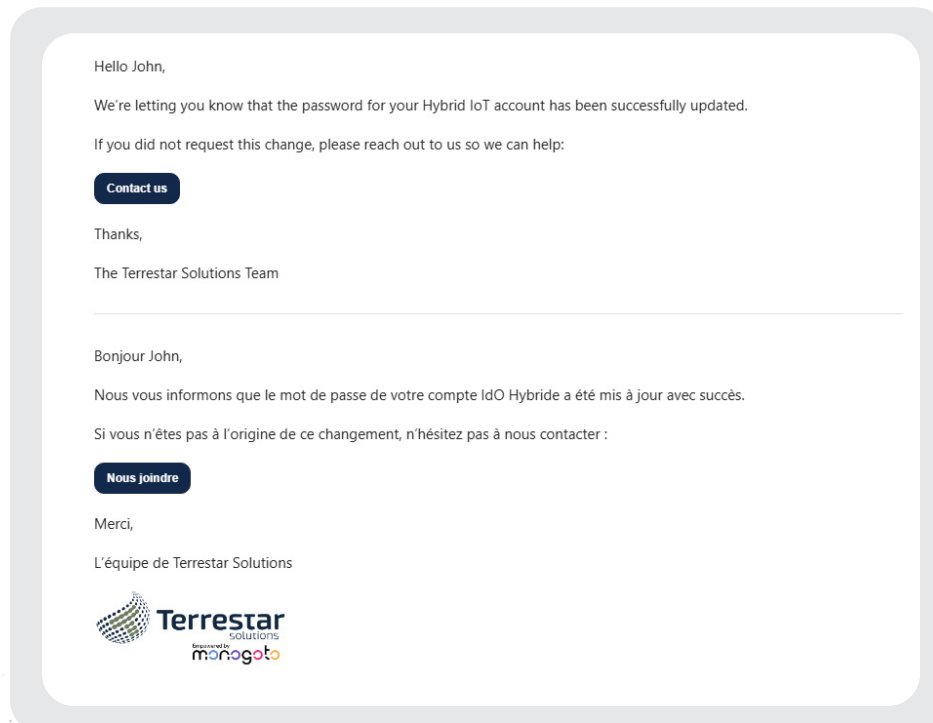 Hello John,
We're letting you know that the password for your Hybrid IoT account has been successfully updated.
If you did not request this change, please reach out to us so we can help:
Contact us
Thanks,
The Terrestar Solutions Team
Bonjour John,
Nous vous informons que le mot de passe de votre compte IdO Hybride a été mis à jour avec succès.
Si vous n'êtes pas à l'origine de ce changement, n'hésitez pas à nous contacter :
Nous joindre
Merci,
L'équipe de Terrestar Solutions
Terrestar
solutions
Empowered by
monogoto